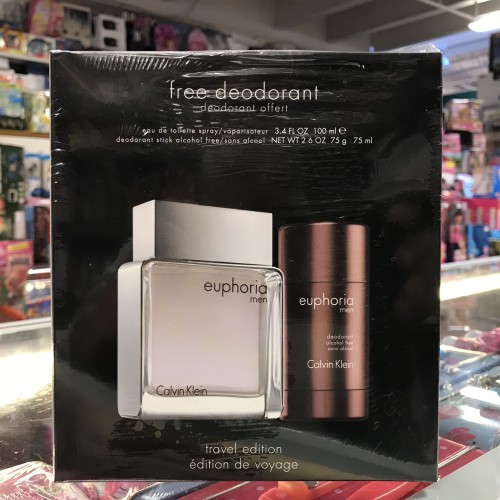 free deodorant
deodorant offert
eau de toilette spray/vaporisateur 3.4 FL OZ 100 ml e
deodorant stick alcohol free/sans alcool NET WT 2.6 OZ 75 g 75 ml
euphoria
men
Calvin Klein
euphoria
men
deodorant
alcohol free
sans alcool
Calvin Klein
travel edition
édition de voyage